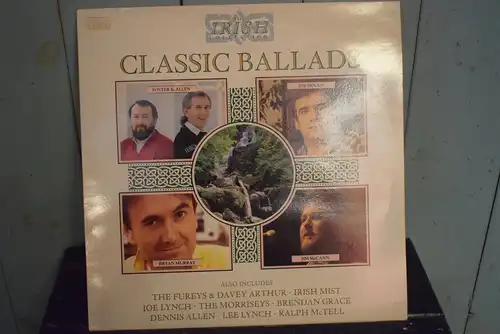 IRISH
CLASSIC BALLADS
FOSTER & ALLEN
BRIAN MURRAY
JIM McCANN
ALSO INCLUDES
THE FUREYS & DAVEY ARTHUR · IRISH MIST
JOE LYNCH · THE MORRISEYS · BRENDAN GRACE
DENNIS ALLEN · LEE LYNCH · RALPH McTELL